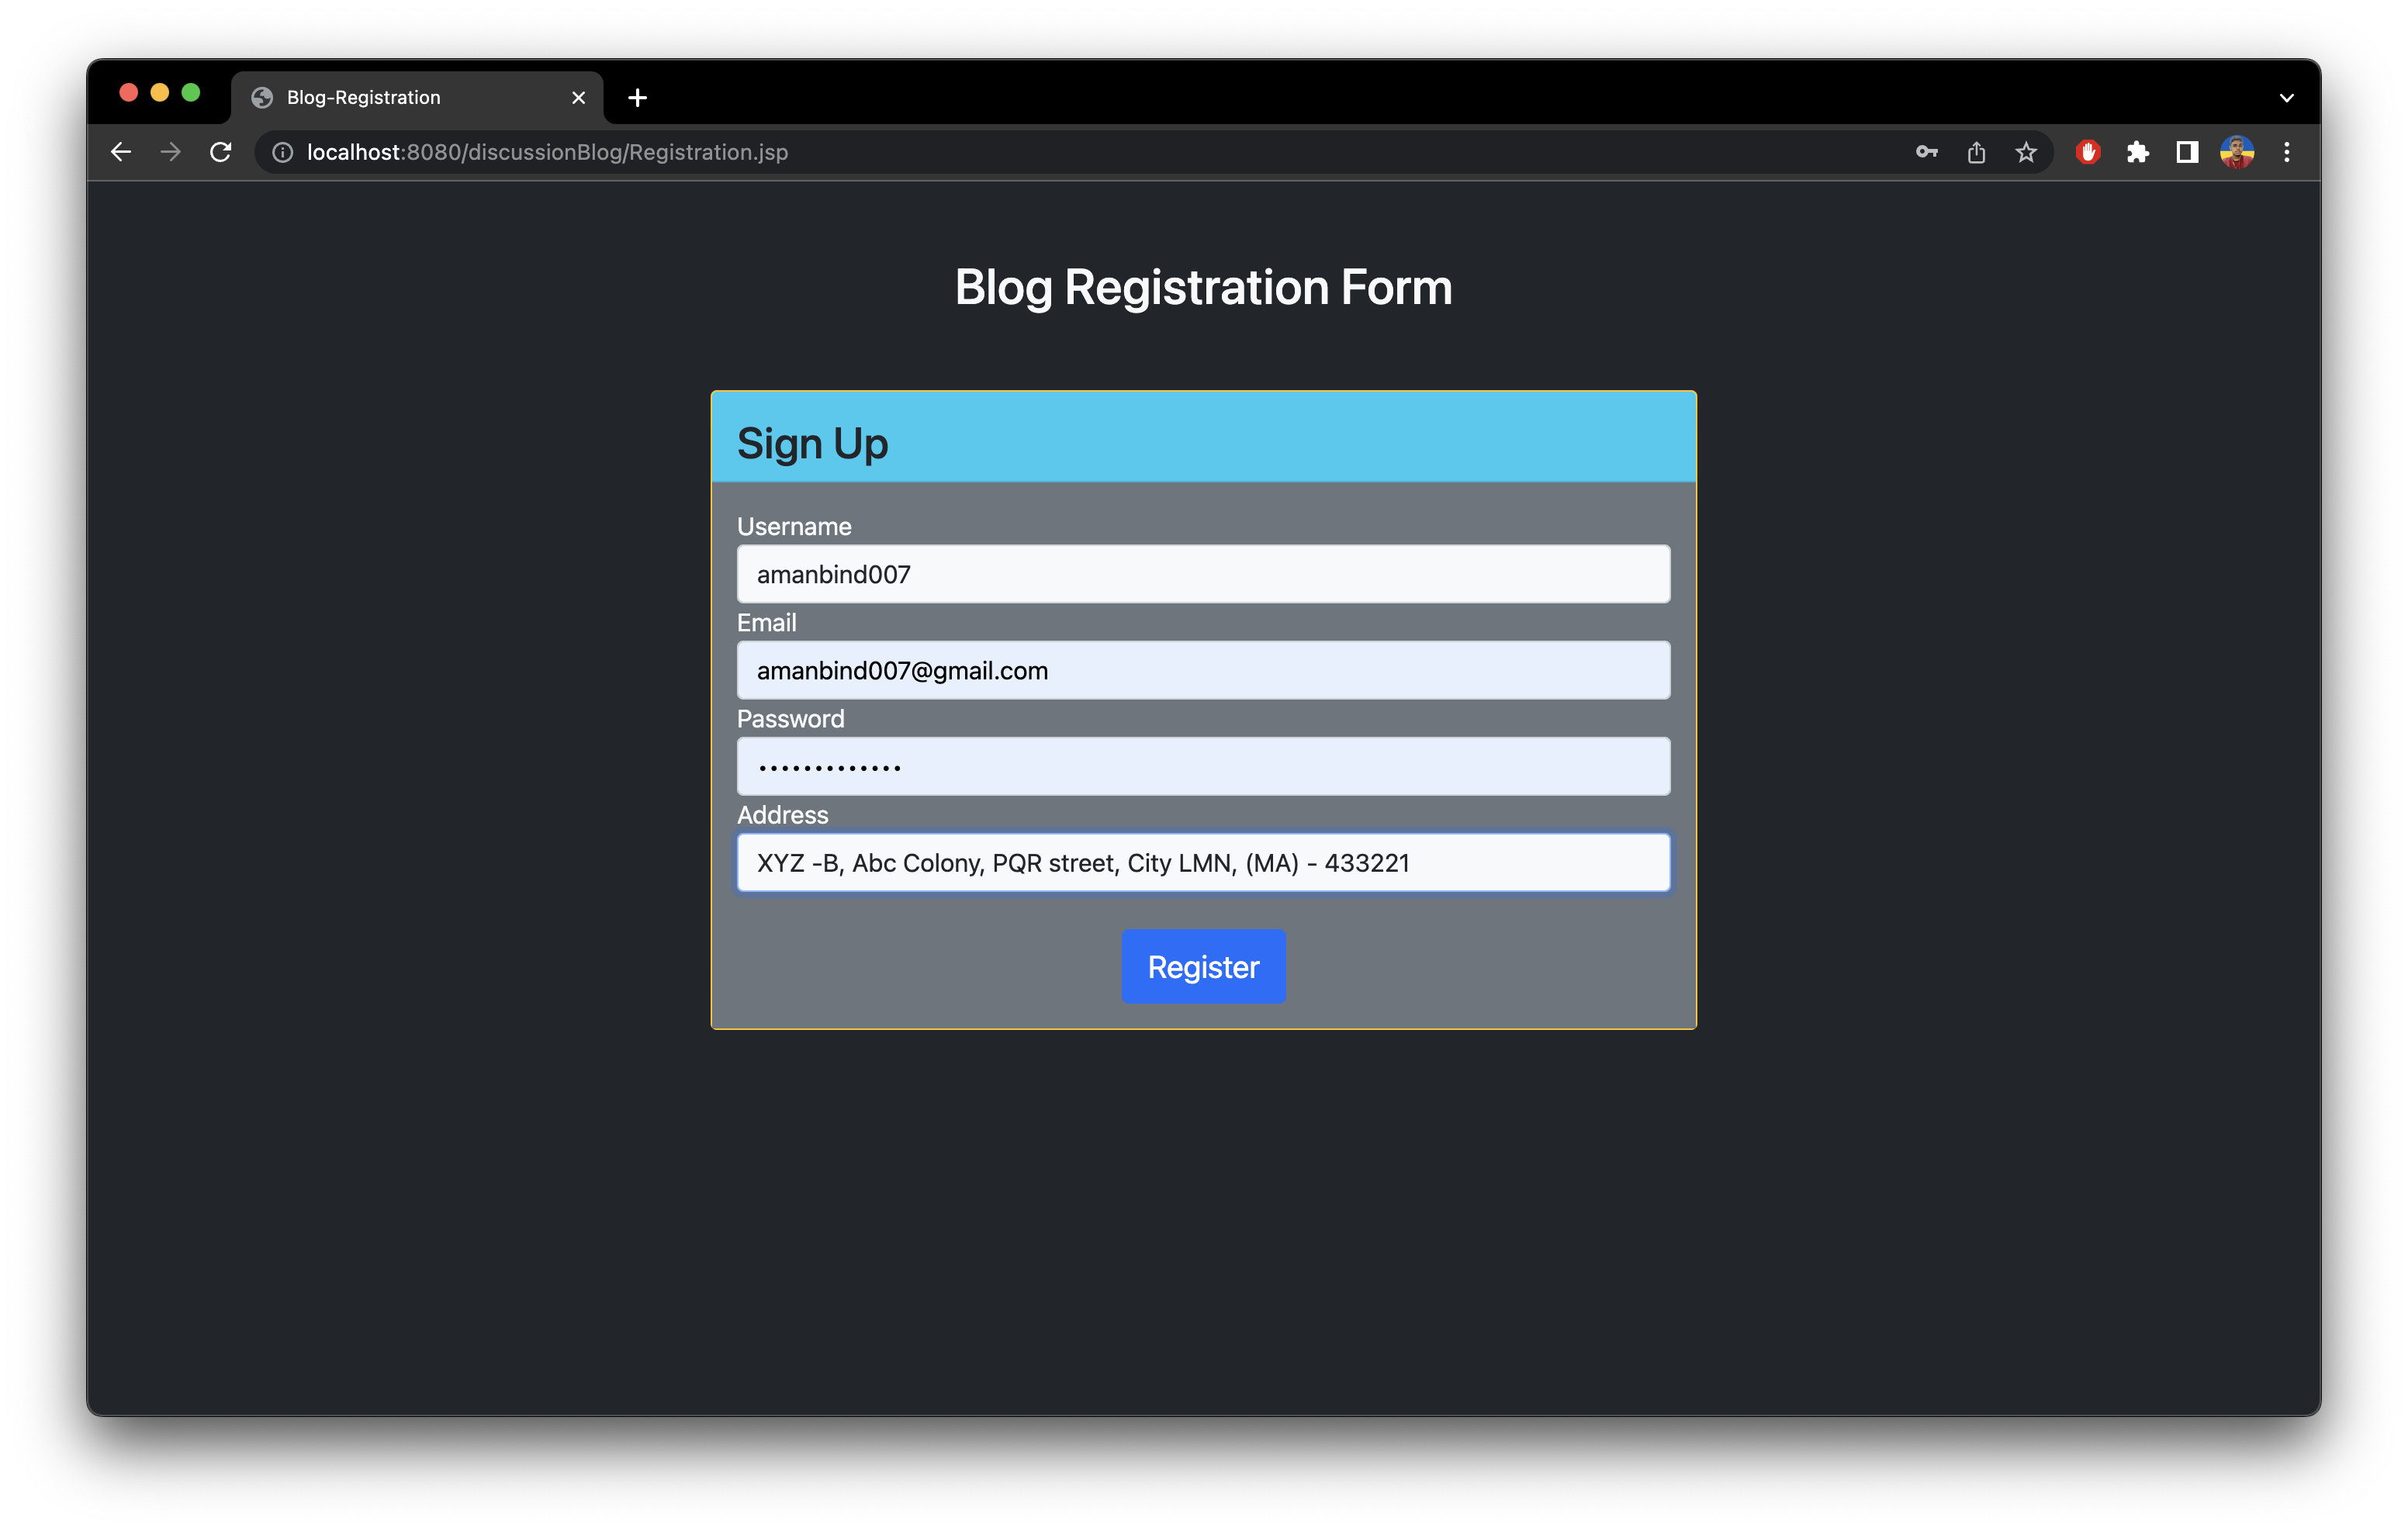 Blog-Registration
localhost:8080/discussionBlog/Registration.jsp
Blog Registration Form
Sign Up
Username
amanbind007
Email
amanbind007@gmail.com
Password
•••••••••••••
Address
XYZ -B, Abc Colony, PQR street, City LMN, (MA) - 433221
Register